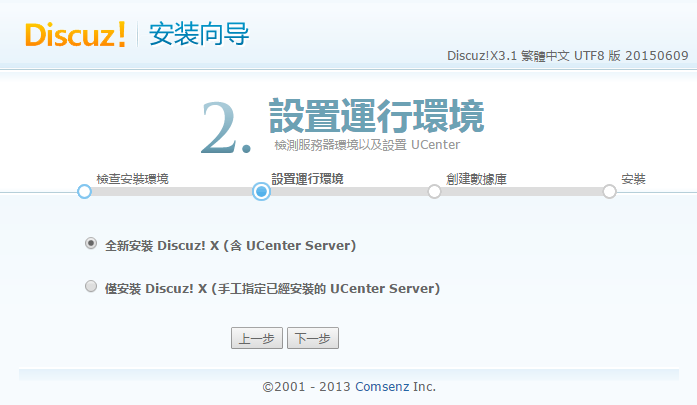 Discuz! 安装向导
Discuz!X3.1 繁體中文 UTF8 版 20150609
2. 設置運行環境
檢測服務器環境以及設置 UCenter
檢查安裝環境 設置運行環境 創建數據庫 安裝
全新安裝 Discuz! X (含 UCenter Server)
僅安裝 Discuz! X (手工指定已經安裝的 UCenter Server)
上一步 下一步
©2001 - 2013 Comsenz Inc.